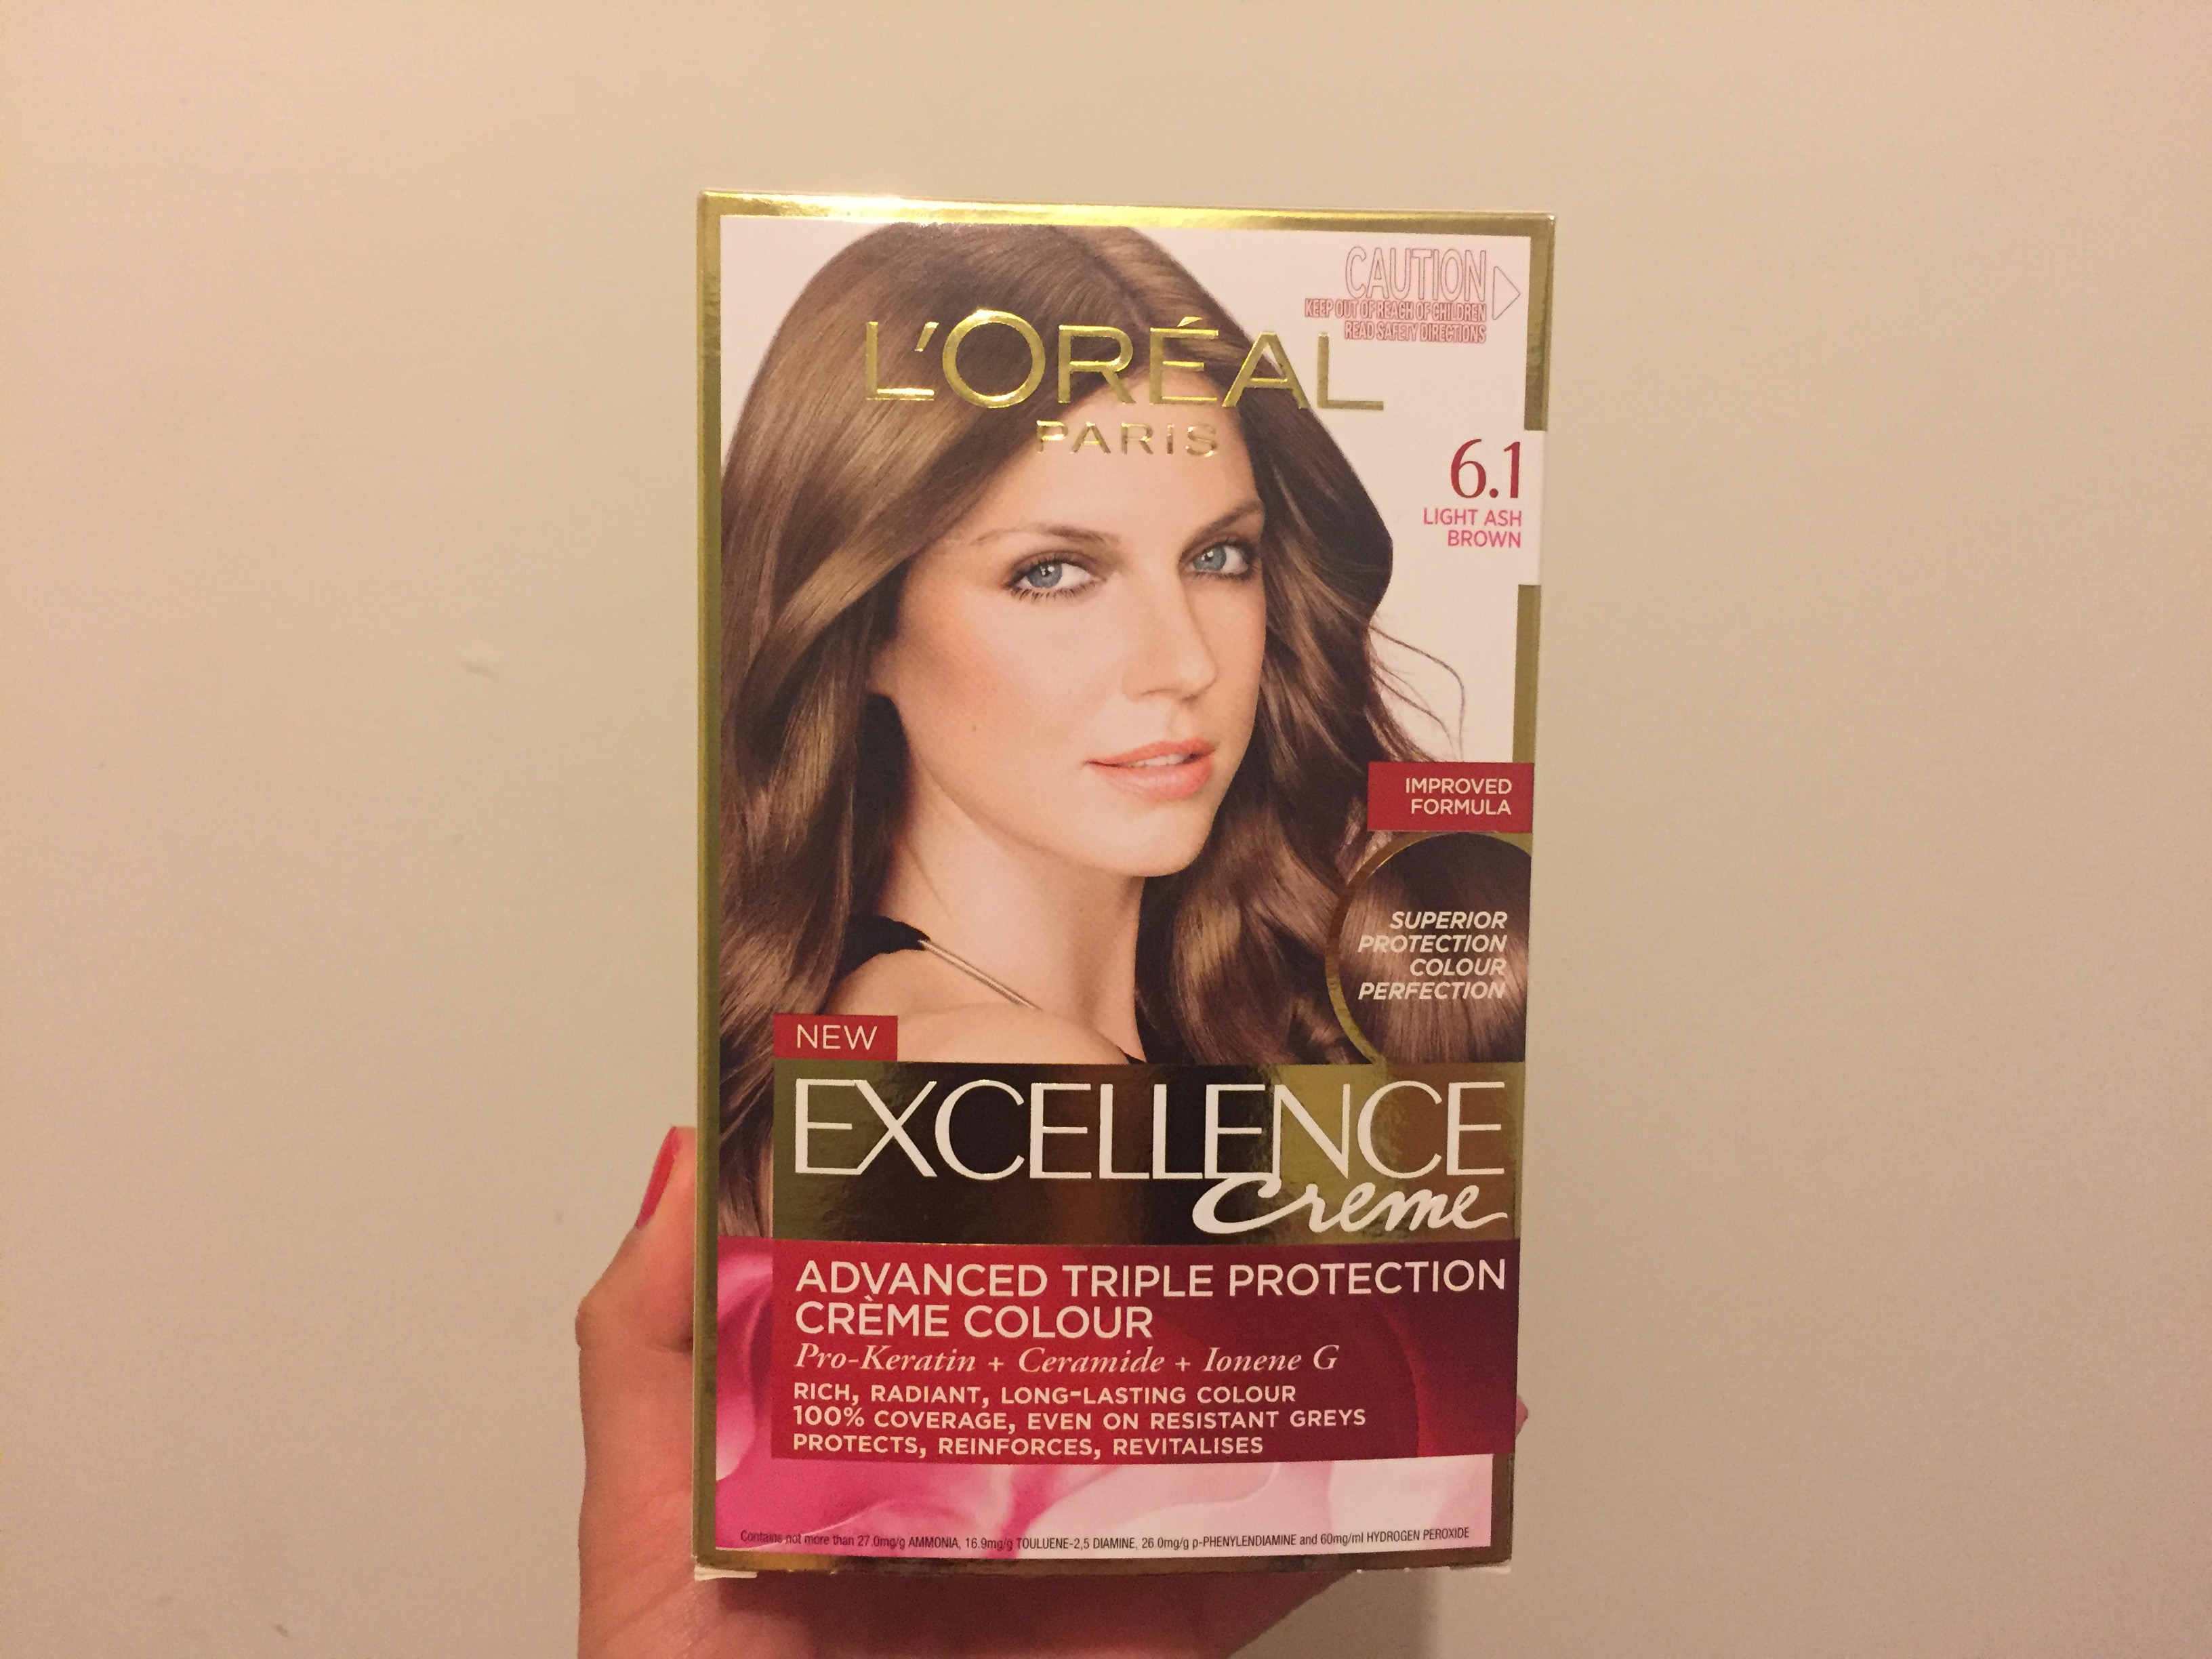 CAUTION
KEEP OUT OF REACH OF CHILDREN
READ SAFETY DIRECTIONS
L'ORÉAL
PARIS
6.1
LIGHT ASH
BROWN
IMPROVED
FORMULA
SUPERIOR
PROTECTION
COLOUR
PERFECTION
NEW
EXCELLENCE
Creme
ADVANCED TRIPLE PROTECTION
CRÈME COLOUR
Pro-Keratin + Ceramide + Ionene G
RICH, RADIANT, LONG-LASTING COLOUR
100% COVERAGE, EVEN ON RESISTANT GREYS
PROTECTS, REINFORCES, REVITALISES
Contains not more than 27.0mg/g AMMONIA, 16.9mg/g TOULUENE-2,5 DIAMINE, 26.0mg/g p-PHENYLENDIAMINE and 60mg/ml HYDROGEN PEROXIDE